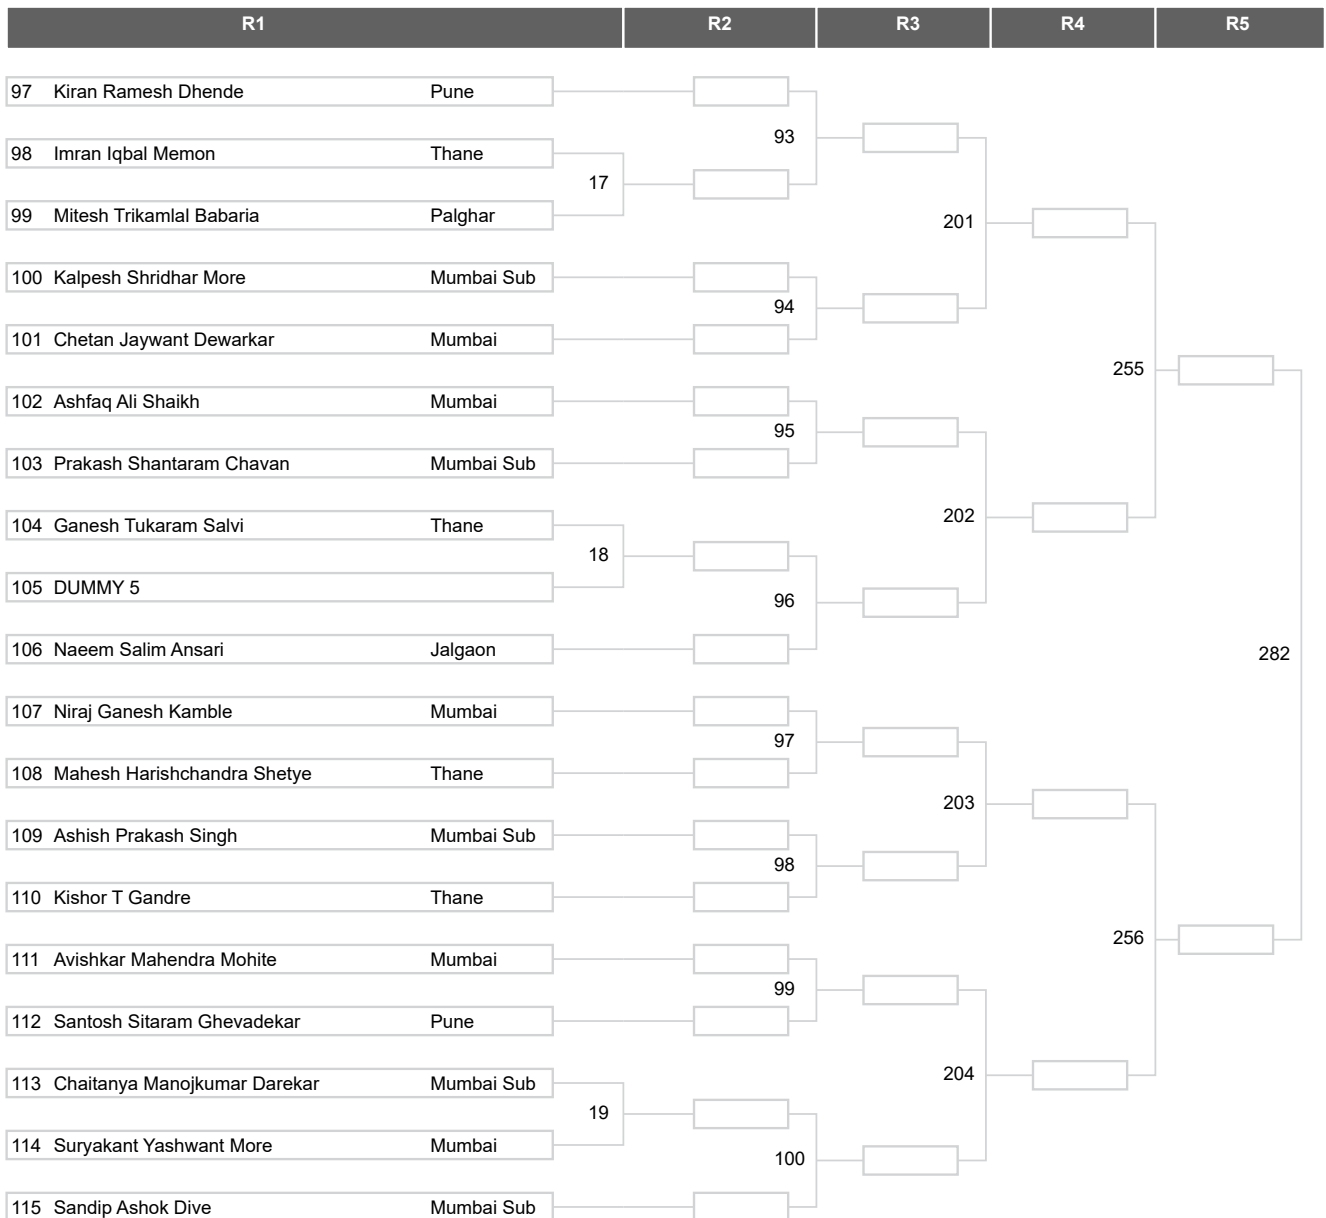 R1 R2 R3 R4 R5
97 Kiran Ramesh Dhende Pune
93
98 Imran Iqbal Memon Thane
17
99 Mitesh Trikamlal Babaria Palghar
201
100 Kalpesh Shridhar More Mumbai Sub
94
101 Chetan Jaywant Dewarkar Mumbai
255
102 Ashfaq Ali Shaikh Mumbai
95
103 Prakash Shantaram Chavan Mumbai Sub
202
104 Ganesh Tukaram Salvi Thane
18
105 DUMMY 5
96
106 Naeem Salim Ansari Jalgaon
282
107 Niraj Ganesh Kamble Mumbai
97
108 Mahesh Harishchandra Shetye Thane
203
109 Ashish Prakash Singh Mumbai Sub
98
110 Kishor T Gandre Thane
256
111 Avishkar Mahendra Mohite Mumbai
99
112 Santosh Sitaram Ghevadekar Pune
204
113 Chaitanya Manojkumar Darekar Mumbai Sub
19
114 Suryakant Yashwant More Mumbai
100
115 Sandip Ashok Dive Mumbai Sub